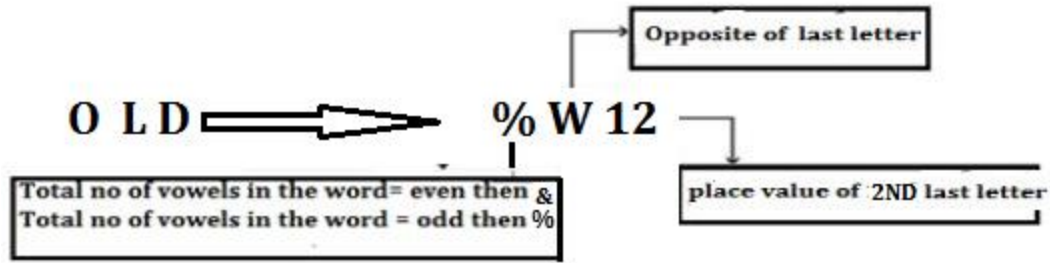 Opposite of last letter
O L D % W 12
Total no of vowels in the word= even then &
Total no of vowels in the word = odd then %
place value of 2ND last letter